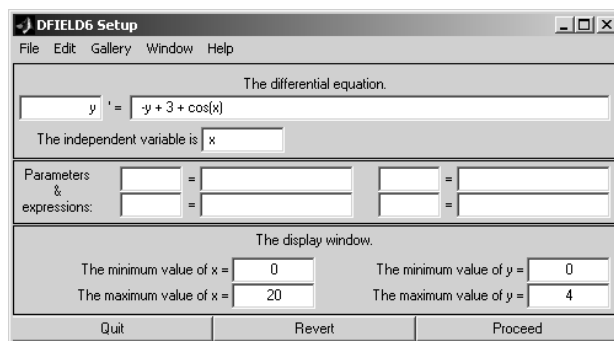 DFIELD6 Setup
File Edit Gallery Window Help
The differential equation.
y ' = -y + 3 + cos(x)
The independent variable is x
Parameters & expressions:
= =
= =
The display window.
The minimum value of x = 0 The minimum value of y = 0
The maximum value of x = 20 The maximum value of y = 4
Quit Revert Proceed